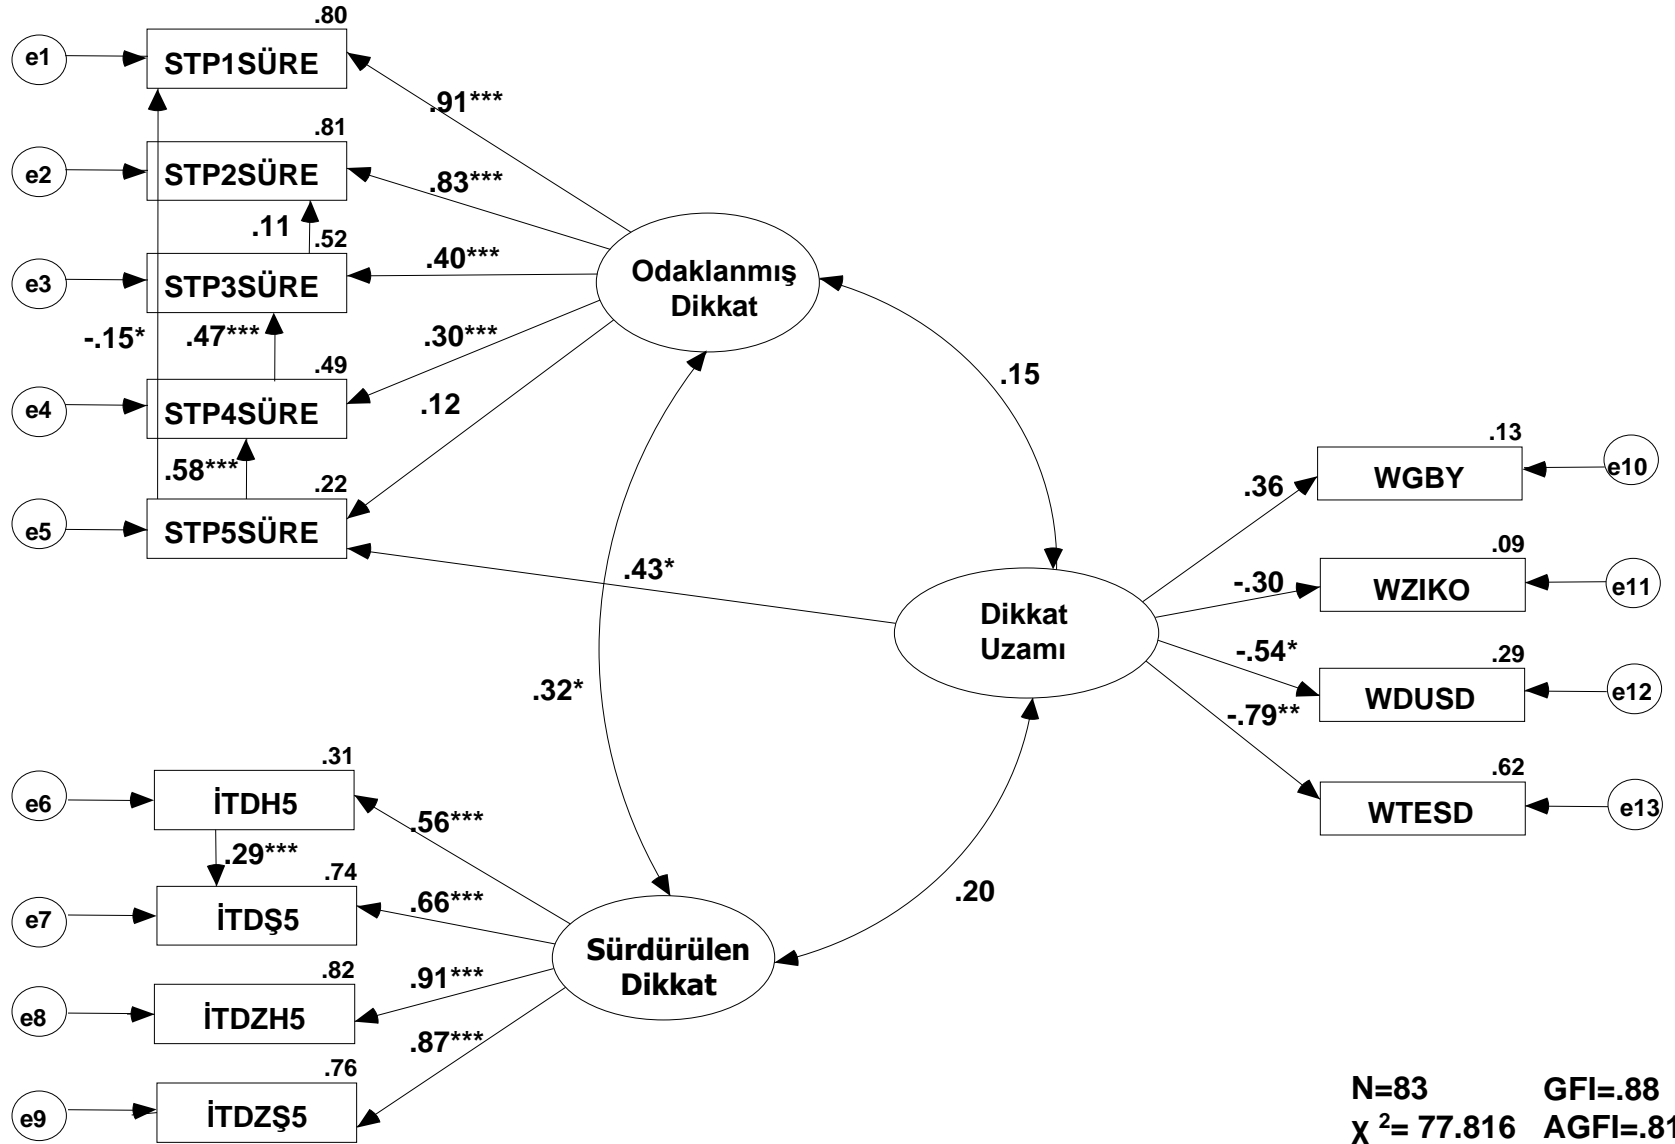 .80
e1
STP1SÜRE
.91***
.81
e2
STP2SÜRE
.83***
.11
.52
e3
STP3SÜRE
.40***
Odaklanmış
Dikkat
-.15*
.47***
.30***
.49
e4
STP4SÜRE
.12
.15
.58***
.22
e5
STP5SÜRE
.43*
.13
.36
WGBY
e10
.09
-.30
WZIKO
e11
Dikkat
Uzamı
-.54*
.29
WDUSD
e12
-.79**
.62
WTESD
e13
.32*
.20
.31
e6
İTDH5
.56***
.29***
.74
e7
İTDŞ5
.66***
Sürdürülen
Dikkat
.82
e8
İTDZH5
.91***
.87***
.76
e9
İTDZŞ5
N=83 GFI=.88
χ 2= 77.816 AGFI=.81